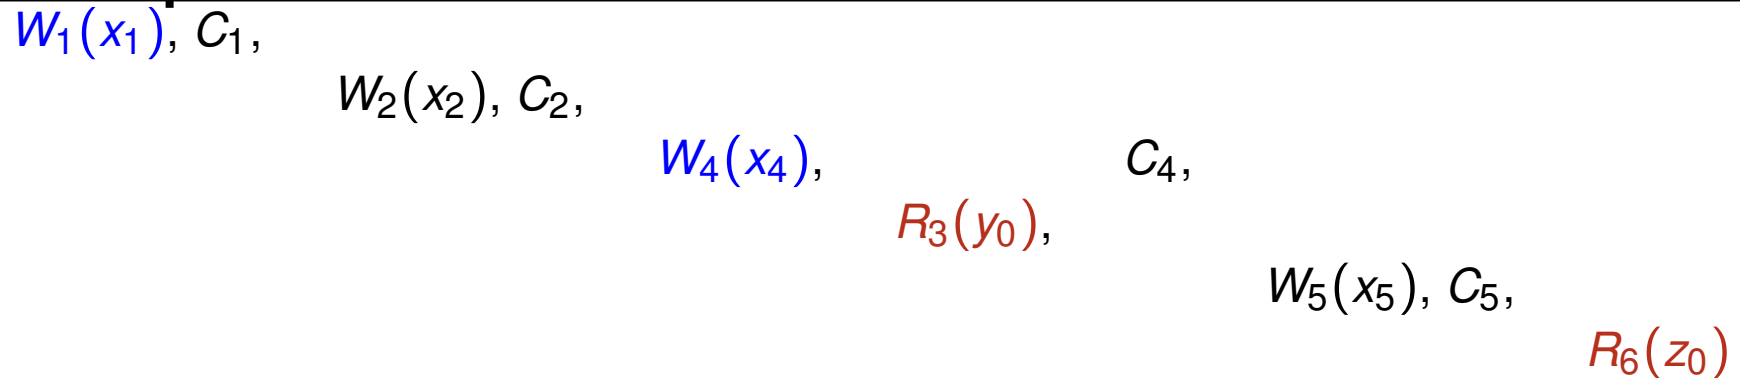 W₁(x₁), C₁,
W₂(x₂), C₂,
W₄(x₄), C₄,
R₃(y₀),
W₅(x₅), C₅,
R₆(z₀)